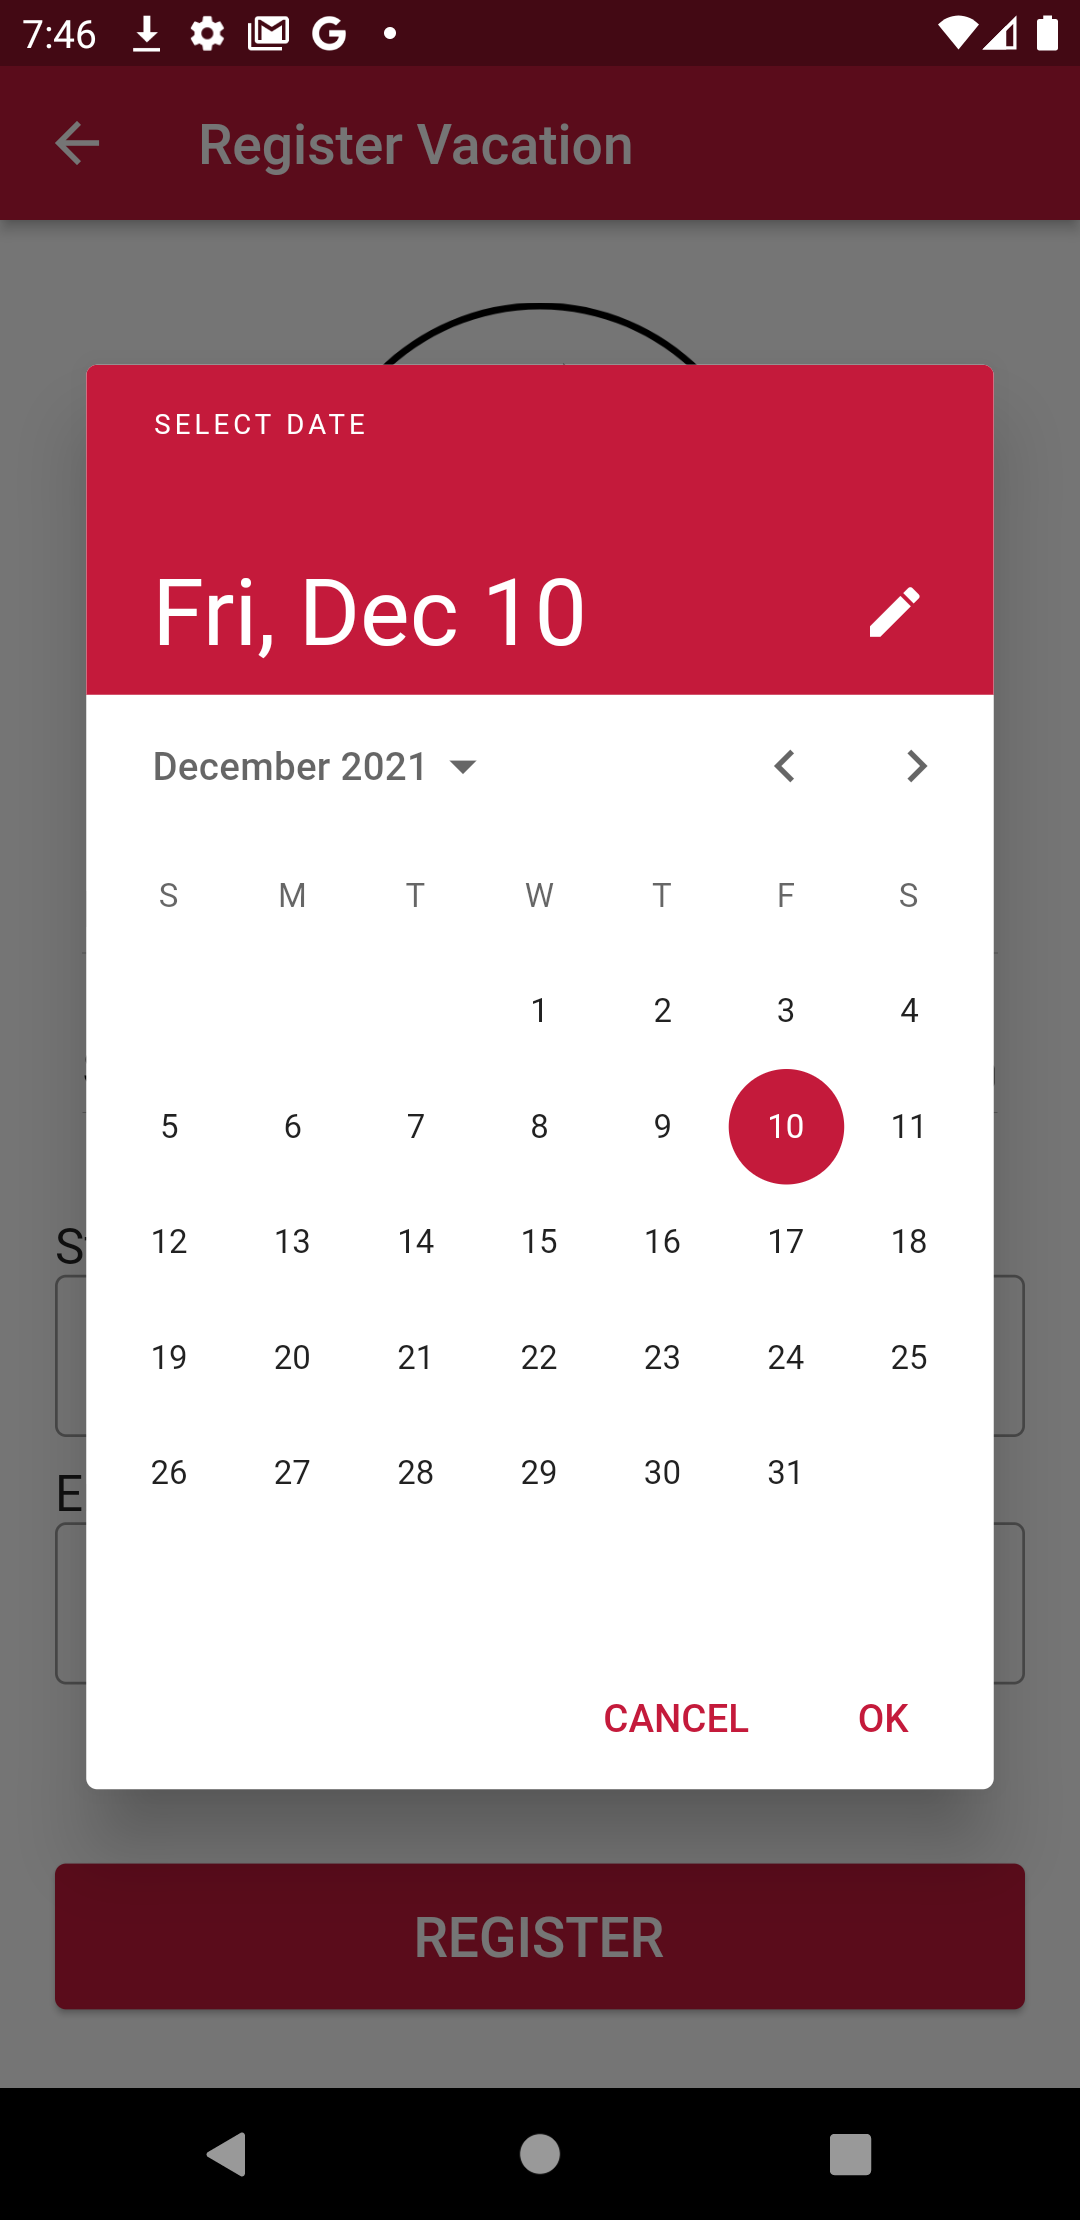 7:46
Register Vacation
SELECT DATE
Fri, Dec 10
December 2021
S M T W T F S
1 2 3 4
5 6 7 8 9 10 11
12 13 14 15 16 17 18
19 20 21 22 23 24 25
26 27 28 29 30 31
CANCEL OK
REGISTER